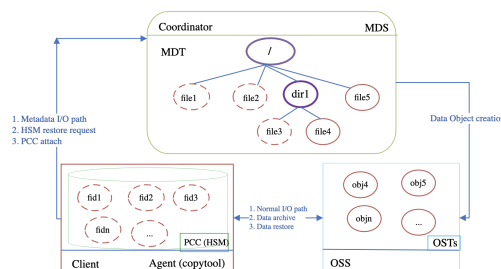 Coordinator
MDS
MDT
/
file1
file2
dir1
file5
file3
file4
1. Metadata I/O path
2. HSM restore request
3. PCC attach
Data Object creatio
fid1
fid2
fid3
fidn
...
PCC (HSM)
Client
Agent (copytool)
1. Normal I/O path
2. Data archive
3. Data restore
obj4
obj5
objn
...
OSTs
OSS